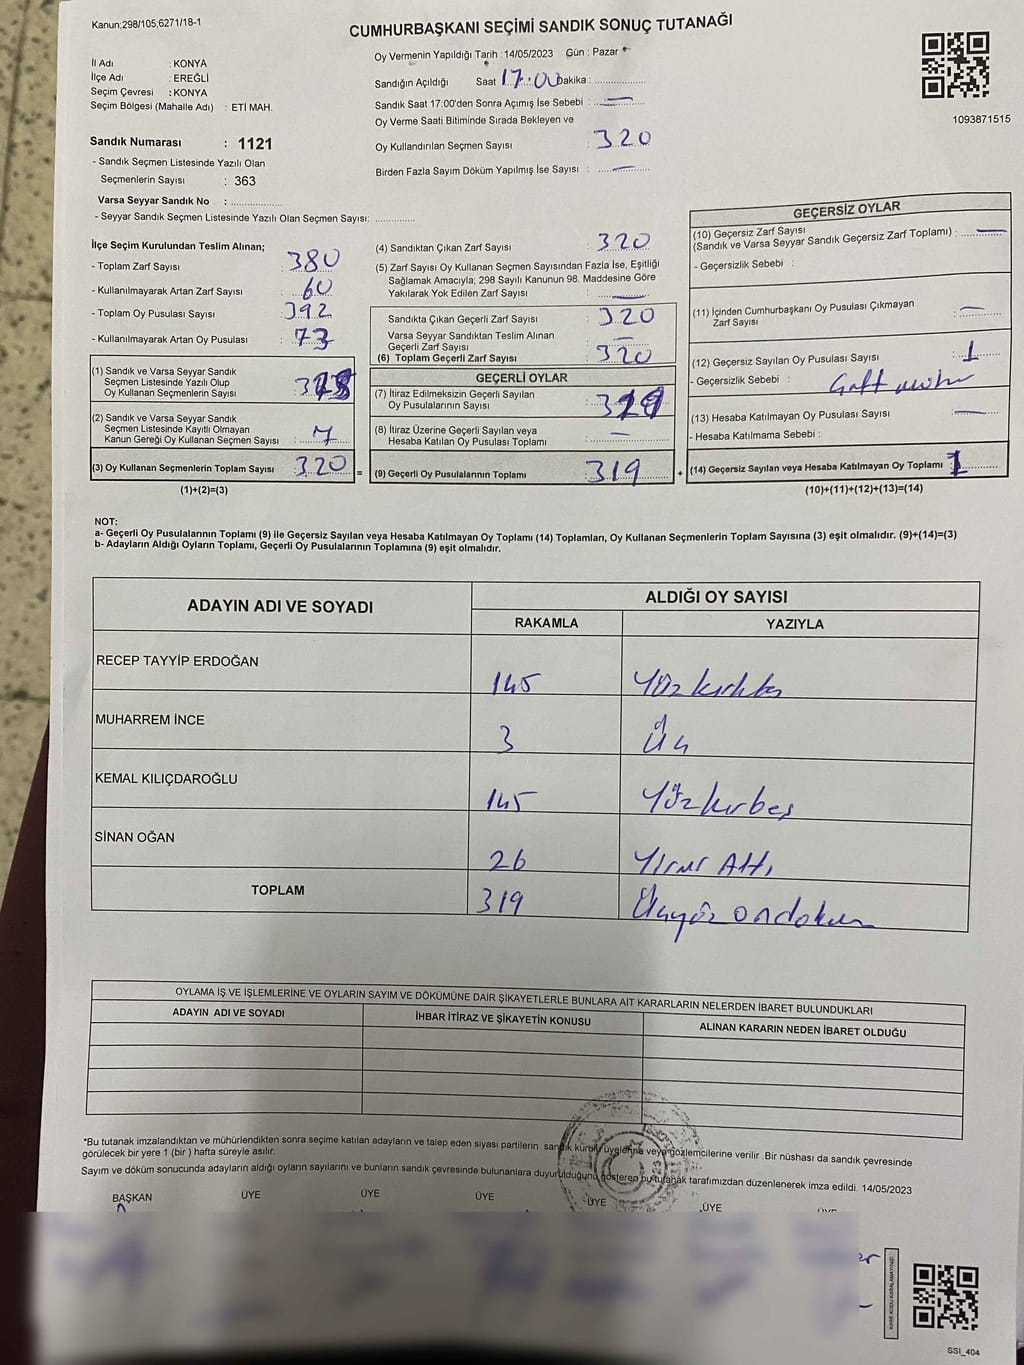 Kanun;298/105;6271/18-1
CUMHURBAŞKANI SEÇİMİ SANDIK SONUÇ TUTANAĞI
İl Adı : KONYA
İlçe Adı : EREĞLİ
Seçim Çevresi : KONYA
Seçim Bölgesi (Mahalle Adı) : ETİ MAH.
Sandık Numarası : 1121
- Sandık Seçmen Listesinde Yazılı Olan
Seçmenlerin Sayısı : 363
Varsa Seyyar Sandık No : ..............
- Seyyar Sandık Seçmen Listesinde Yazılı Olan Seçmen Sayısı: ............
Oy Vermenin Yapıldığı Tarih : 14/05/2023 Gün : Pazar
Sandığın Açıldığı Saat 17:00 Dakika : ..............
Sandık Saat 17:00'den Sonra Açımış İse Sebebi : —
Oy Verme Saati Bitiminde Sırada Bekleyen ve
Oy Kullandırılan Seçmen Sayısı : 320
Birden Fazla Sayım Döküm Yapılmış İse Sayısı : —
1093871515
İlçe Seçim Kurulundan Teslim Alınan;
- Toplam Zarf Sayısı : 380
- Kullanılmayarak Artan Zarf Sayısı : 60
- Toplam Oy Pusulası Sayısı : 392
- Kullanılmayarak Artan Oy Pusulası : 73
(1) Sandık ve Varsa Seyyar Sandık
Seçmen Listesinde Yazılı Olup
Oy Kullanan Seçmenlerin Sayısı :
(2) Sandık ve Varsa Seyyar Sandık
Seçmen Listesinde Kayıtlı Olmayan
Kanun Gereği Oy Kullanan Seçmen Sayısı : 7
(3) Oy Kullanan Seçmenlerin Toplam Sayısı : 320 =
(1)+(2)=(3)
(4) Sandıktan Çıkan Zarf Sayısı : 320
(5) Zarf Sayısı Oy Kullanan Seçmen Sayısından Fazla İse, Eşitliği
Sağlamak Amacıyla; 298 Sayılı Kanunun 98. Maddesine Göre
Yakılarak Yok Edilen Zarf Sayısı : —
Sandıkta Çıkan Geçerli Zarf Sayısı : 320
Varsa Seyyar Sandıktan Teslim Alınan
Geçerli Zarf Sayısı : —
(6) Toplam Geçerli Zarf Sayısı : 320
GEÇERLİ OYLAR
(7) İtiraz Edilmeksizin Geçerli Sayılan
Oy Pusulalarının Sayısı : 319
(8) İtiraz Üzerine Geçerli Sayılan veya
Hesaba Katılan Oy Pusulası Toplamı : —
(9) Geçerli Oy Pusulalarının Toplamı : 319 +
GEÇERSİZ OYLAR
(10) Geçersiz Zarf Sayısı
(Sandık ve Varsa Seyyar Sandık Geçersiz Zarf Toplamı) : —
- Geçersizlik Sebebi :
(11) İçinden Cumhurbaşkanı Oy Pusulası Çıkmayan
Zarf Sayısı : —
(12) Geçersiz Sayılan Oy Pusulası Sayısı : 1
- Geçersizlik Sebebi :
(13) Hesaba Katılmayan Oy Pusulası Sayısı : —
- Hesaba Katılmama Sebebi :
(14) Geçersiz Sayılan veya Hesaba Katılmayan Oy Toplamı : 1
(10)+(11)+(12)+(13)=(14)
NOT:
a- Geçerli Oy Pusulalarının Toplamı (9) ile Geçersiz Sayılan veya Hesaba Katılmayan Oy Toplamı (14) Toplamları, Oy Kullanan Seçmenlerin Toplam Sayısına (3) eşit olmalıdır. (9)+(14)=(3)
b- Adayların Aldığı Oyların Toplamı, Geçerli Oy Pusulalarının Toplamına (9) eşit olmalıdır.
ADAYIN ADI VE SOYADI ALDIĞI OY SAYISI
RAKAMLA YAZIYLA
RECEP TAYYİP ERDOĞAN 145 Yüz kırkbeş
MUHARREM İNCE 3 Üç
KEMAL KILIÇDAROĞLU 145 Yüzkırbeş
SİNAN OĞAN 26 Yirmi Altı
TOPLAM 319 Üçyüz ondokuz
OYLAMA İŞ VE İŞLEMLERİNE VE OYLARIN SAYIM VE DÖKÜMÜNE DAİR ŞİKAYETLERLE BUNLARA AİT KARARLARIN NELERDEN İBARET BULUNDUKLARI
ADAYIN ADI VE SOYADI İHBAR İTİRAZ VE ŞİKAYETİN KONUSU ALINAN KARARIN NEDEN İBARET OLDUĞU
*Bu tutanak imzalandıktan ve mühürlendikten sonra seçime katılan adayların ve talep eden siyasi partilerin sandık kurulu üyelerine veya gözlemcilerine verilir .Bir nüshası da sandık çevresinde
görülecek bir yere 1 (bir ) hafta süreyle asılır.
Sayım ve döküm sonucunda adayların aldığı oyların sayılarını ve bunların sandık çevresinde bulunanlara duyurulduğunu gösteren bu tutanak tarafımızdan düzenlenerek imza edildi. 14/05/2023
BAŞKAN ÜYE ÜYE ÜYE ÜYE ÜYE ÜYE
KARE KODU KARALAMAYINIZ!
SSI_404